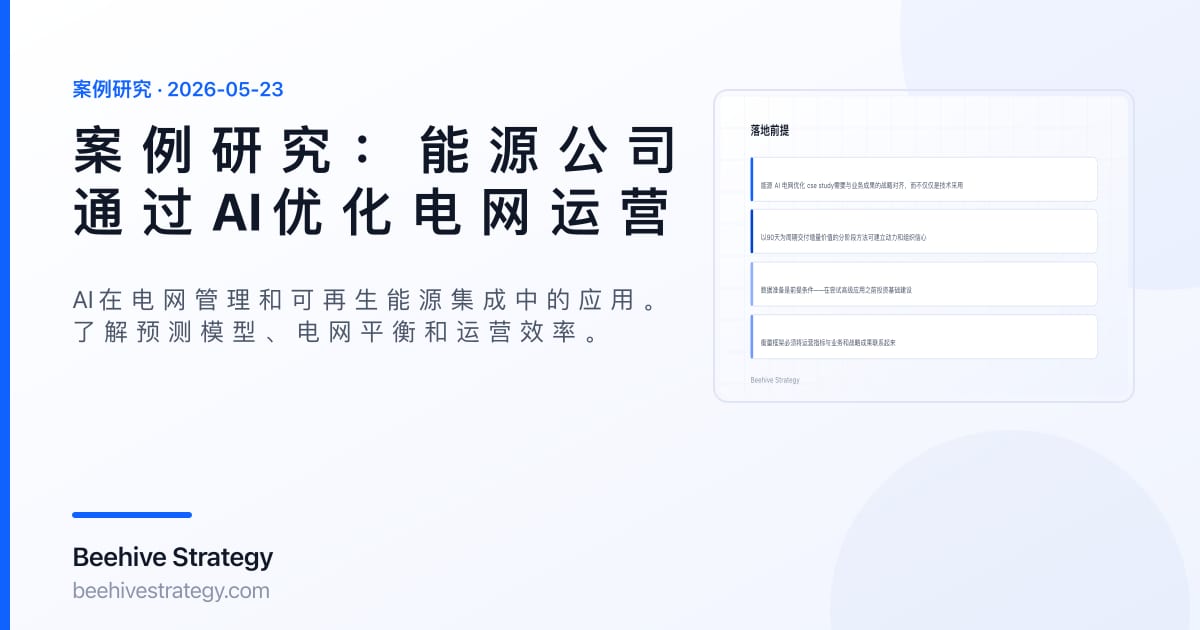 案例研究 · 2026-05-23
案例研究：能源公司
通过AI优化电网运营
AI在电网管理和可再生能源集成中的应用。
了解预测模型、电网平衡和运营效率。
落地前提
能源 AI 电网优化 cse study需要与业务成果的战略对齐，而不仅仅是技术采用
以90天为周期交付增量价值的分阶段方法可建立动力和组织信心
数据准备是前提条件——在尝试高级应用之前投资基础建设
衡量框架必须将运营指标与业务和战略成果联系起来
Beehive Strategy
Beehive Strategy
beehivestrategy.com